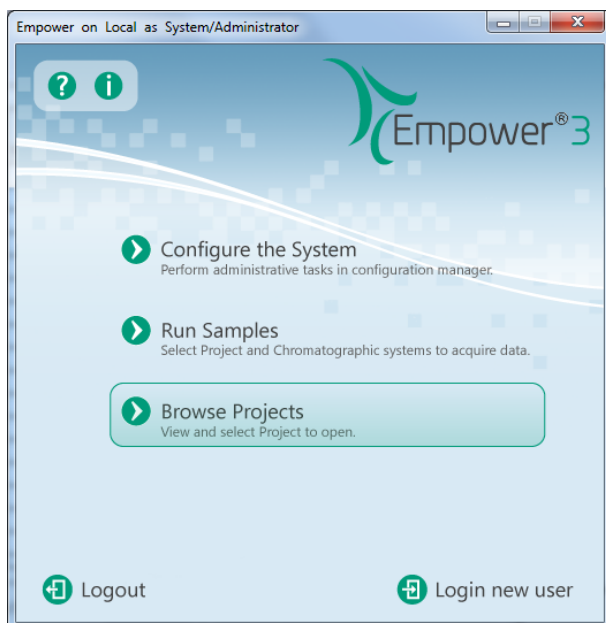 Empower on Local as System/Administrator
? i
Empower®3
Configure the System
Perform administrative tasks in configuration manager.
Run Samples
Select Project and Chromatographic systems to acquire data.
Browse Projects
View and select Project to open.
Logout
Login new user